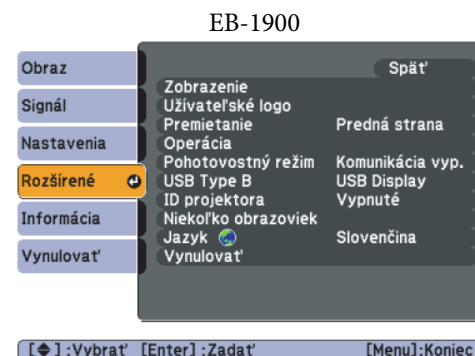 EB-1900
Obraz
Signál
Nastavenia
Rozšírené
Informácia
Vynulovať
Späť
Zobrazenie
Užívateľské logo
Premietanie Predná strana
Operácia
Pohotovostný režim Komunikácia vyp.
USB Type B USB Display
ID projektora Vypnuté
Niekoľko obrazoviek
Jazyk Slovenčina
Vynulovať
[ ] :Vybrať [Enter] :Zadať [Menu]:Koniec